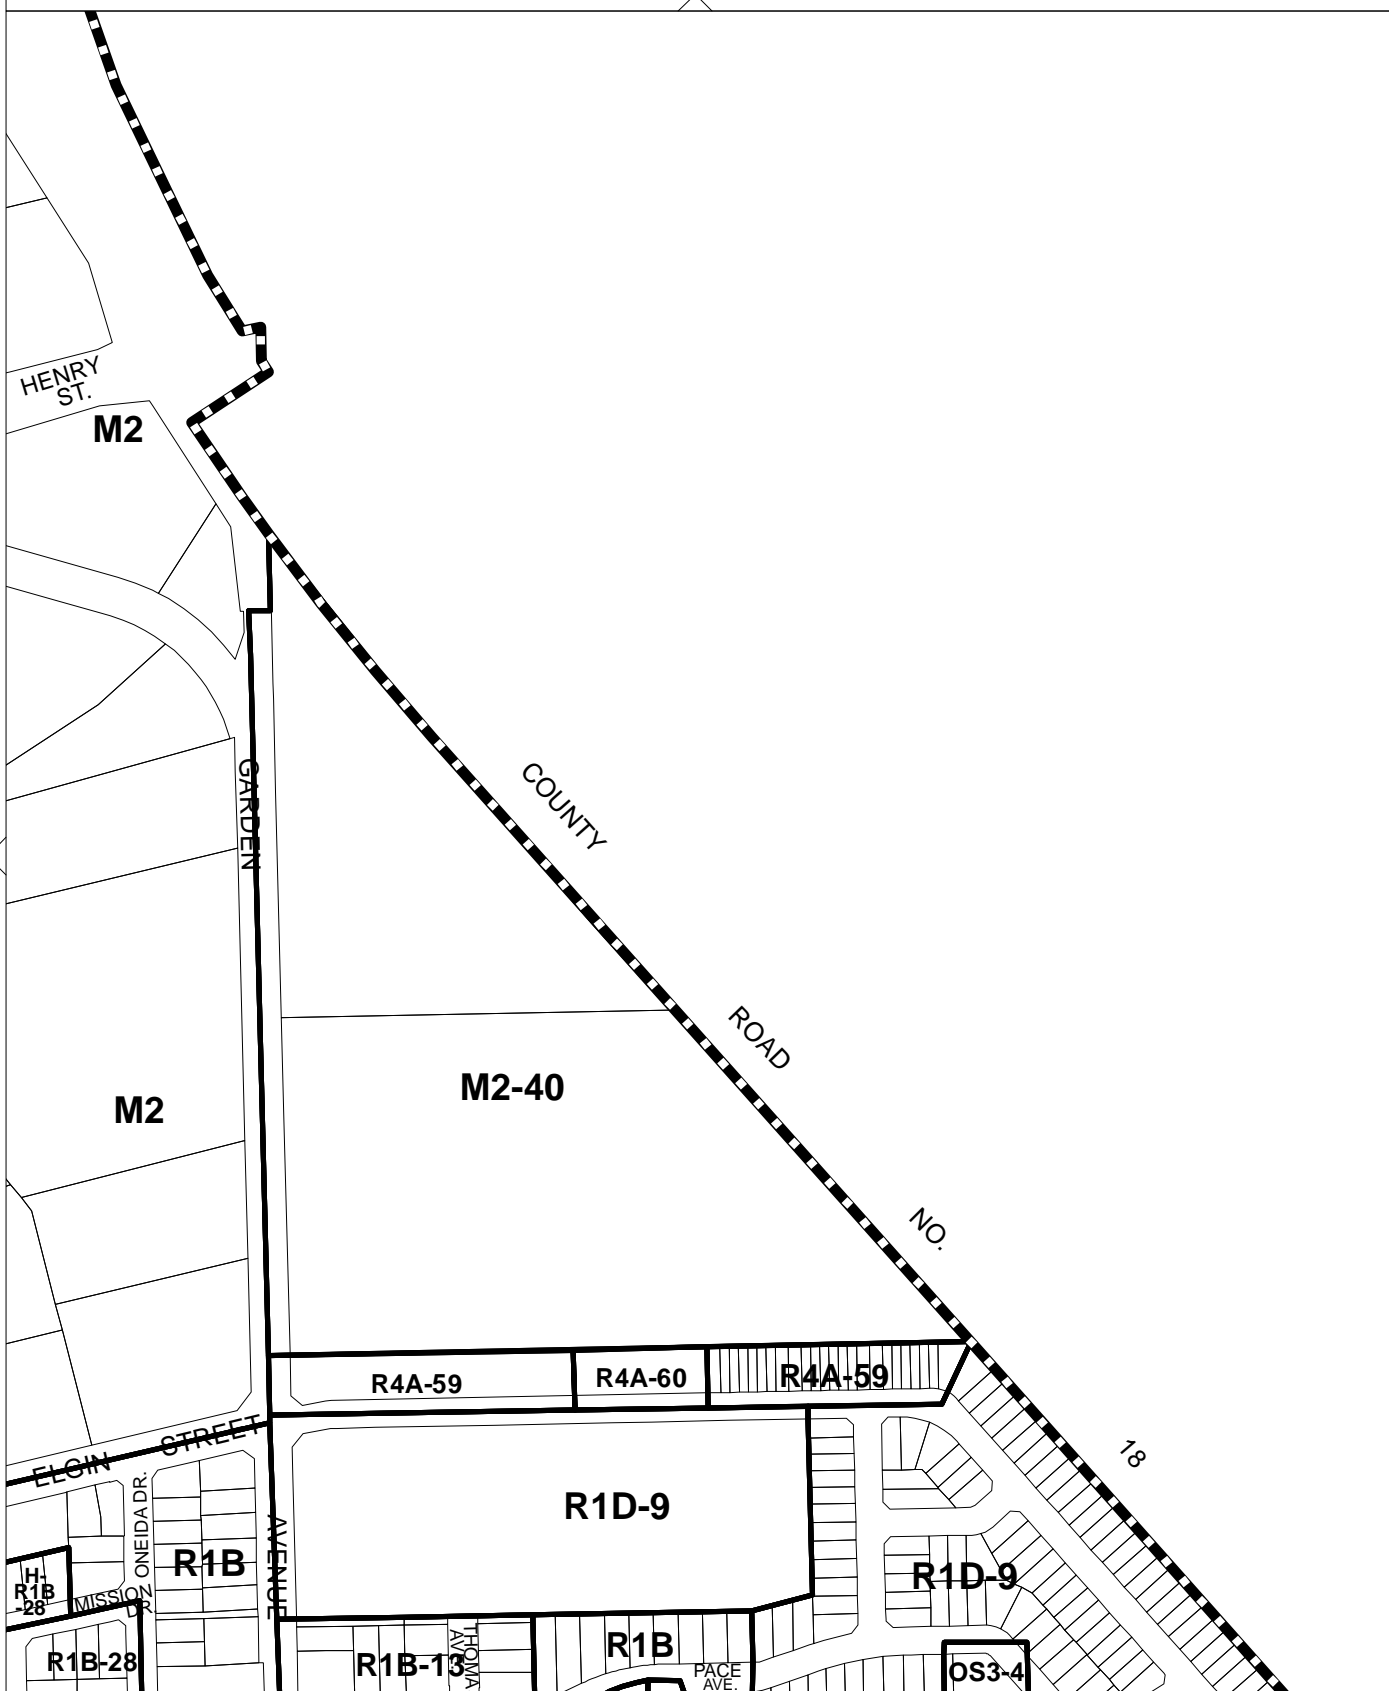 HENRY
ST.
M2
GARDEN
COUNTY
ROAD
M2-40
M2
NO.
R4A-59
R4A-60
R4A-59
ELGIN STREET
18
ONEIDA DR.
R1D-9
AVENUE
R1B
R1D-9
H-
R1B
-28
MISSION
DR.
R1B-28
R1B-13
THOMA
AVE.
R1B
PACE
AVE.
OS3-4